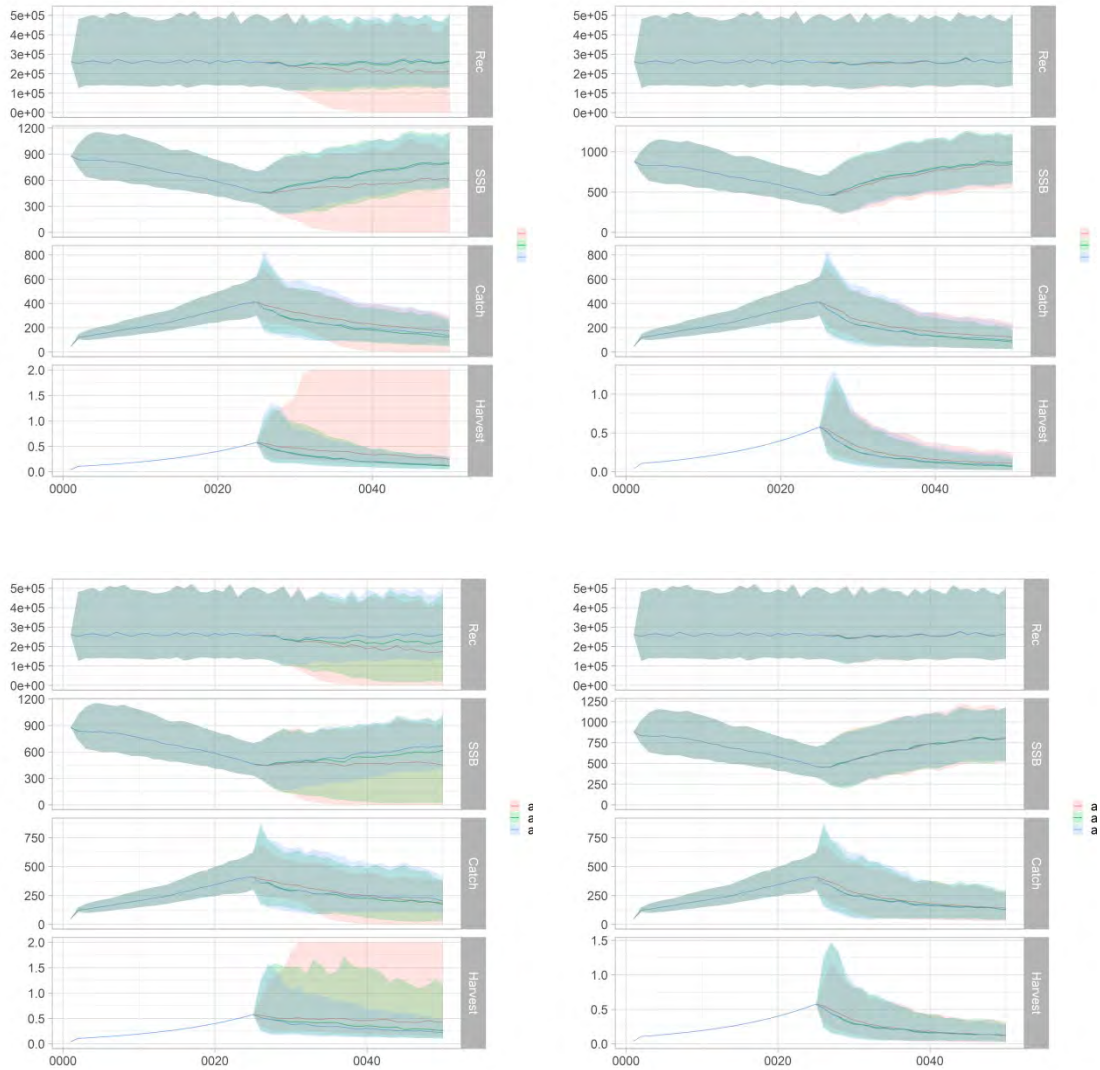 5e+05
4e+05
3e+05
2e+05
1e+05
0e+00
Rec
1200
900
600
300
0
SSB
800
600
400
200
0
Catch
2.0
1.5
1.0
0.5
0.0
Harvest
0000 0020 0040
5e+05
4e+05
3e+05
2e+05
1e+05
0e+00
Rec
1000
500
0
SSB
800
600
400
200
0
Catch
1.0
0.5
0.0
Harvest
0000 0020 0040
5e+05
4e+05
3e+05
2e+05
1e+05
0e+00
Rec
1200
900
600
300
0
SSB
750
500
250
0
Catch
2.0
1.5
1.0
0.5
0.0
Harvest
0000 0020 0040
a
a
a
5e+05
4e+05
3e+05
2e+05
1e+05
0e+00
Rec
1250
1000
750
500
250
0
SSB
750
500
250
0
Catch
1.5
1.0
0.5
0.0
Harvest
0000 0020 0040
a
a
a